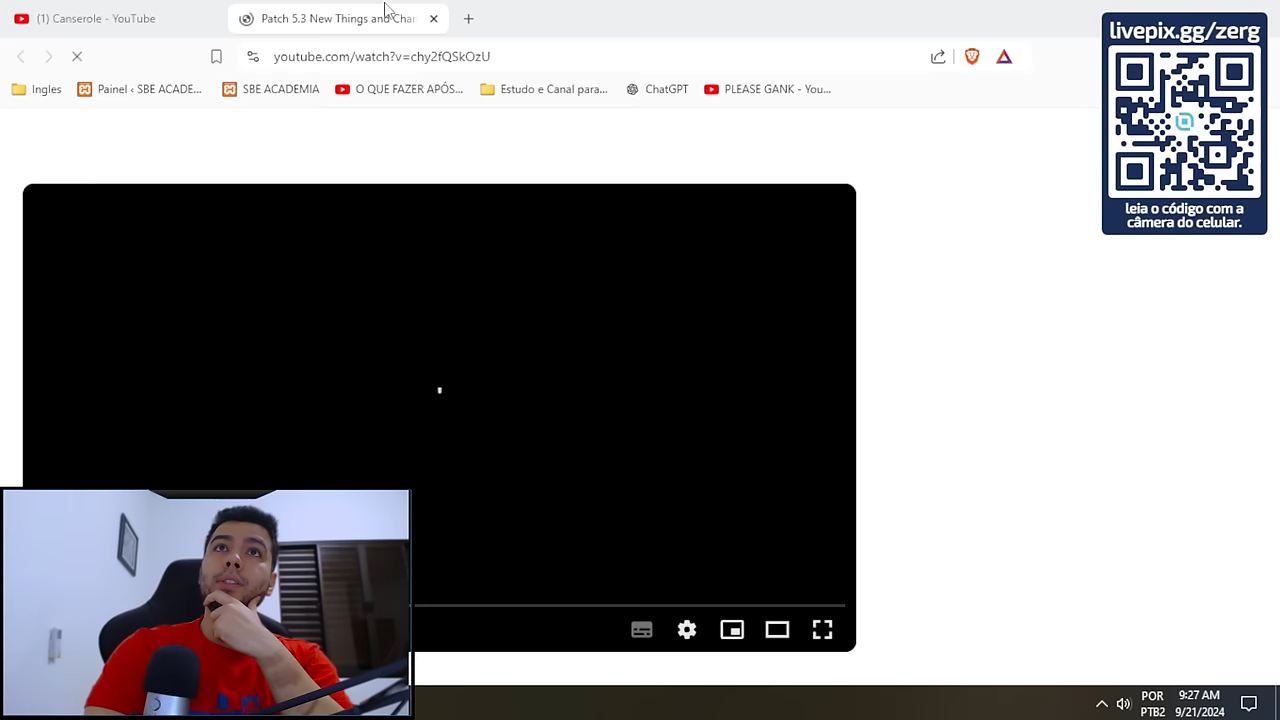 (1) Canserole - YouTube
Patch 5.3 New Things and Chan
youtube.com/watch?v=chy2fQSkOzU
Ingles
Painel ‹ SBE ACADE...
SBE ACADEMIA
O QUE FAZER APÓS...
Estudo e Canal para...
ChatGPT
PLEASE GANK - You...
livepix.gg/zerg
leia o código com a
câmera do celular.
POR
PTB2
9:27 AM
9/21/2024